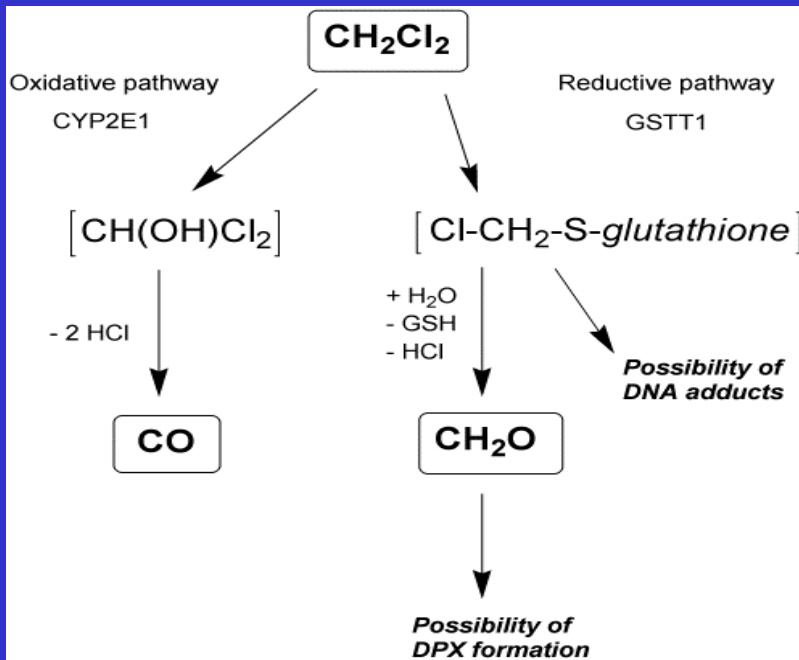 CH₂Cl₂
Oxidative pathway
CYP2E1
Reductive pathway
GSTT1
[CH(OH)Cl₂]
[Cl-CH₂-S-glutathione]
- 2 HCl
+ H₂O
- GSH
- HCl
Possibility of
DNA adducts
CO
CH₂O
Possibility of
DPX formation